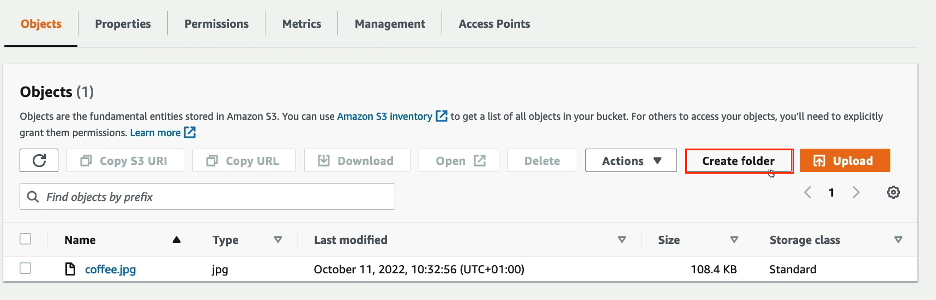 Objects Properties Permissions Metrics Management Access Points
Objects (1)
Objects are the fundamental entities stored in Amazon S3. You can use Amazon S3 inventory to get a list of all objects in your bucket. For others to access your objects, you'll need to explicitly
grant them permissions. Learn more
Copy S3 URI Copy URL Download Open Delete Actions Create folder Upload
Find objects by prefix
1
Name Type Last modified Size Storage class
coffee.jpg jpg October 11, 2022, 10:32:56 (UTC+01:00) 108.4 KB Standard